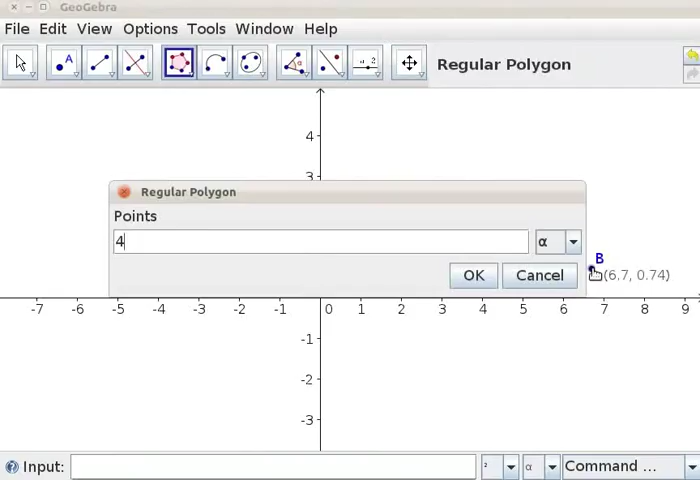 GeoGebra
File Edit View Options Tools Window Help
A
α
a=2
Regular Polygon
4
3
Regular Polygon
Points
4
α
OK Cancel
B
(6.7, 0.74)
-7 -6 -5 -4 -3 -2 -1 0 1 2 3 4 5 6 7 8 9
-1
-2
-3
Input:
²
α
Command ...